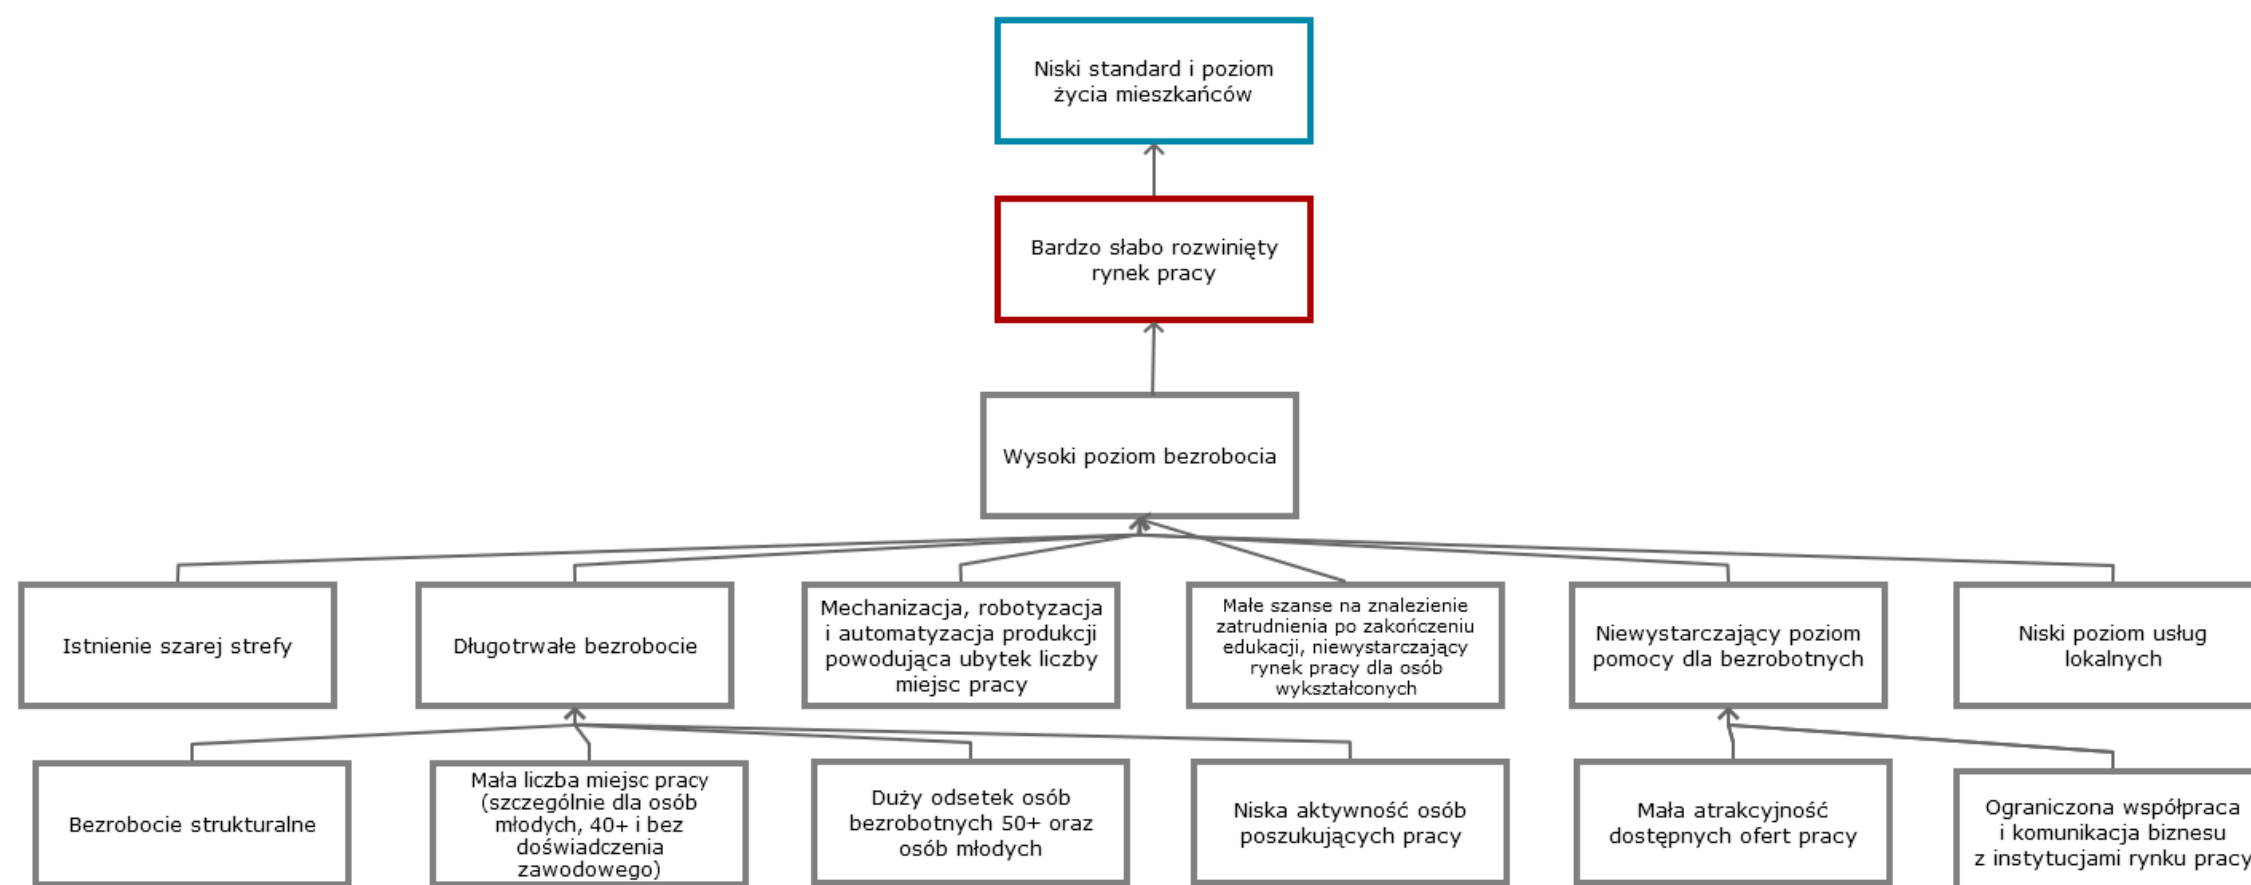 Niski standard i poziom
życia mieszkańców
Bardzo słabo rozwinięty
rynek pracy
Wysoki poziom bezrobocia
Istnienie szarej strefy
Długotrwałe bezrobocie
Mechanizacja, robotyzacja
i automatyzacja produkcji
powodująca ubytek liczby
miejsc pracy
Małe szanse na znalezienie
zatrudnienia po zakończeniu
edukacji, niewystarczający
rynek pracy dla osób
wykształconych
Niewystarczający poziom
pomocy dla bezrobotnych
Niski poziom usług
lokalnych
Bezrobocie strukturalne
Mała liczba miejsc pracy
(szczególnie dla osób
młodych, 40+ i bez
doświadczenia
zawodowego)
Duży odsetek osób
bezrobotnych 50+ oraz
osób młodych
Niska aktywność osób
poszukujących pracy
Mała atrakcyjność
dostępnych ofert pracy
Ograniczona współpraca
i komunikacja biznesu
z instytucjami rynku pracy